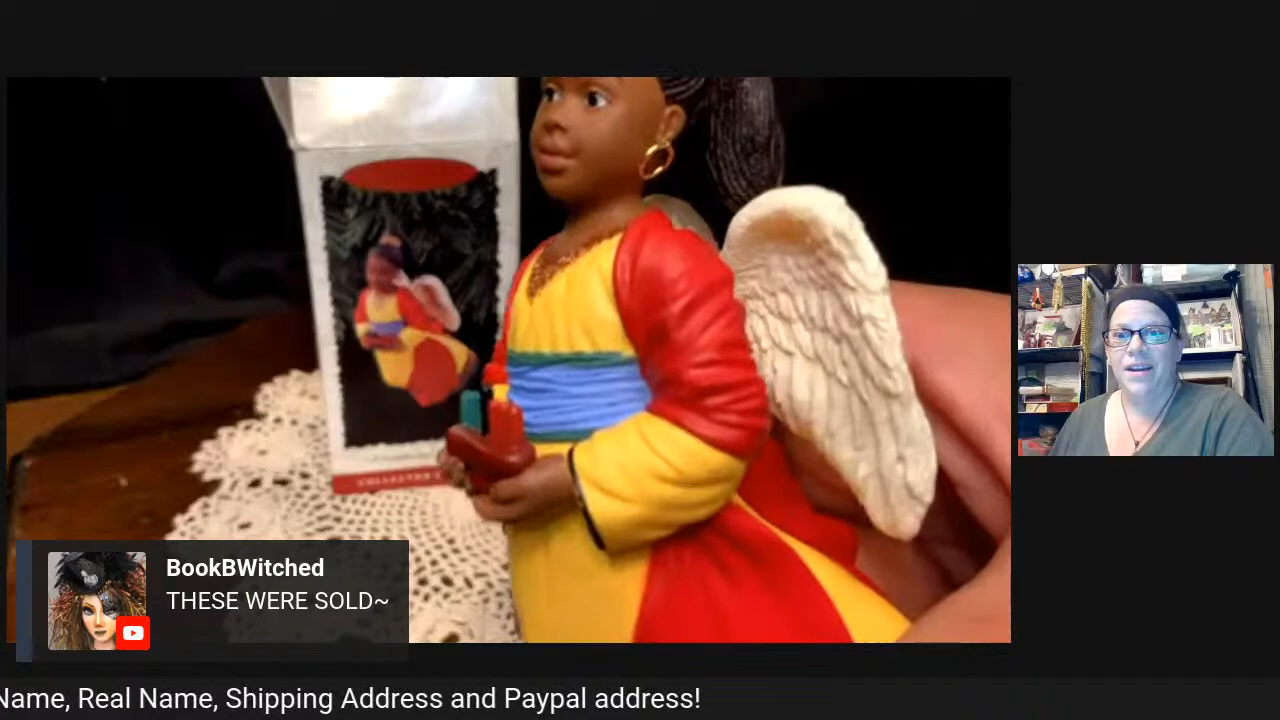 BookBWitched
THESE WERE SOLD~
Name, Real Name, Shipping Address and Paypal address!